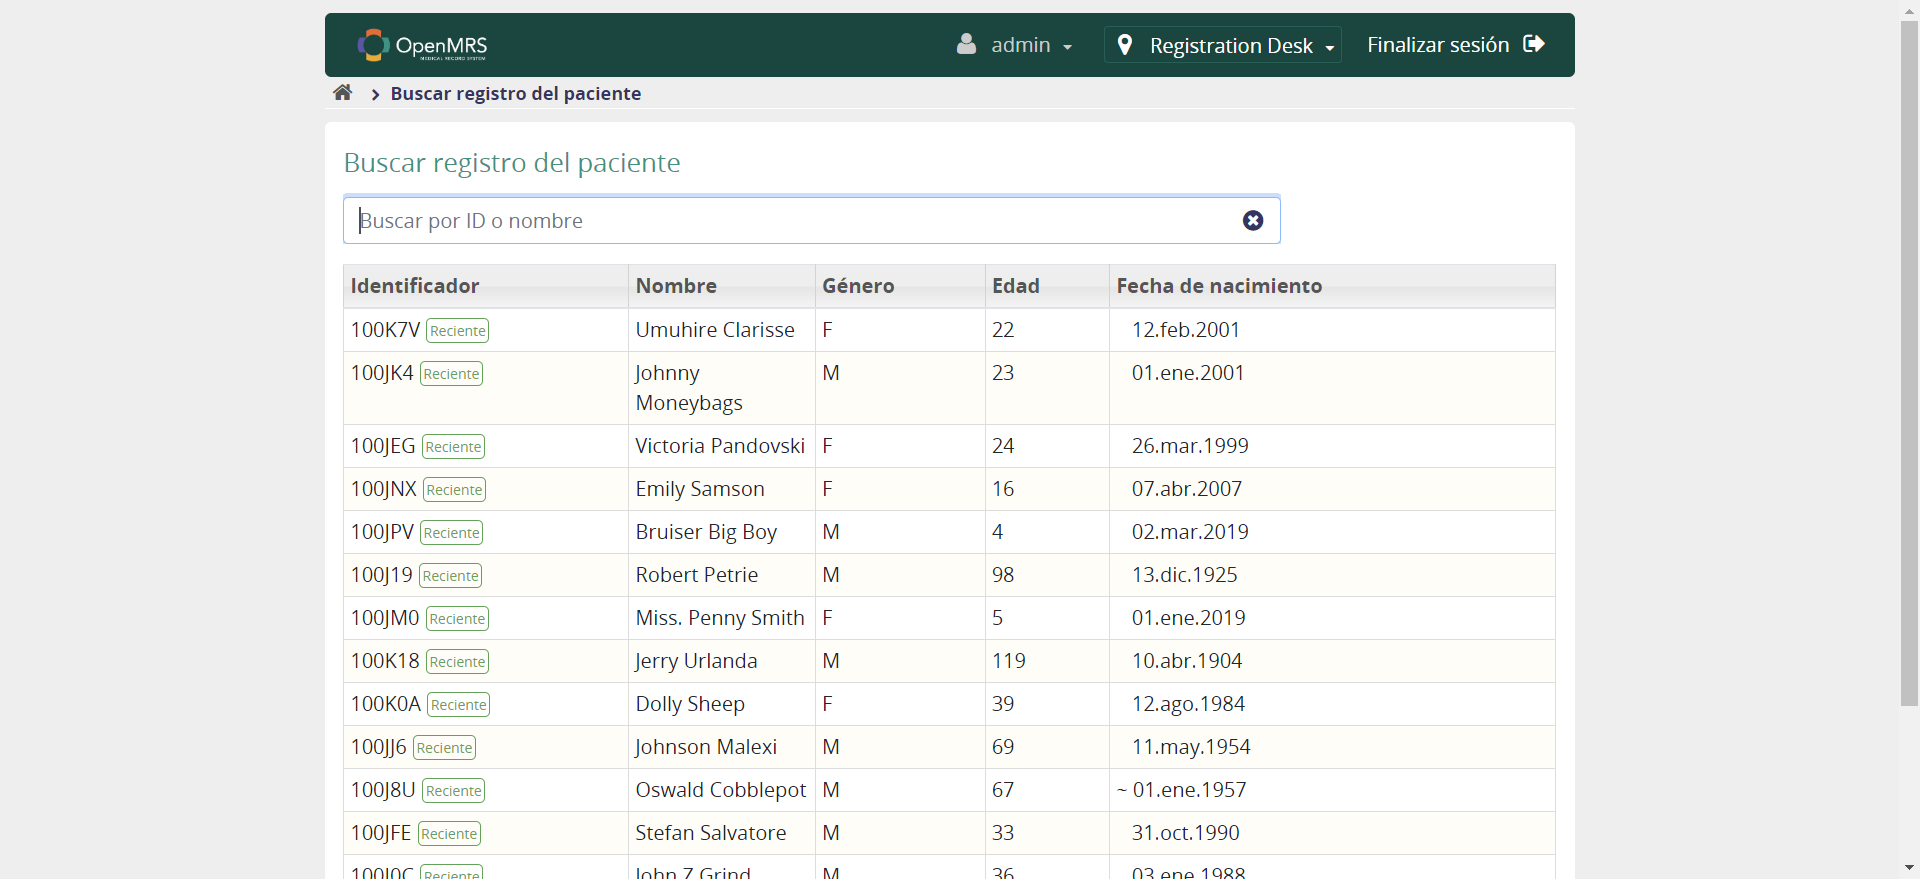 OpenMRS
MEDICAL RECORD SYSTEM
admin
Registration Desk
Finalizar sesión
Buscar registro del paciente
Buscar registro del paciente
Buscar por ID o nombre
Identificador Nombre Género Edad Fecha de nacimiento
100K7V Reciente Umuhire Clarisse F 22 12.feb.2001
100JK4 Reciente Johnny Moneybags M 23 01.ene.2001
100JEG Reciente Victoria Pandovski F 24 26.mar.1999
100JNX Reciente Emily Samson F 16 07.abr.2007
100JPV Reciente Bruiser Big Boy M 4 02.mar.2019
100J19 Reciente Robert Petrie M 98 13.dic.1925
100JM0 Reciente Miss. Penny Smith F 5 01.ene.2019
100K18 Reciente Jerry Urlanda M 119 10.abr.1904
100K0A Reciente Dolly Sheep F 39 12.ago.1984
100JJ6 Reciente Johnson Malexi M 69 11.may.1954
100J8U Reciente Oswald Cobblepot M 67 ~ 01.ene.1957
100JFE Reciente Stefan Salvatore M 33 31.oct.1990
100J0C Reciente John Z Grind M 36 03.ene.1988